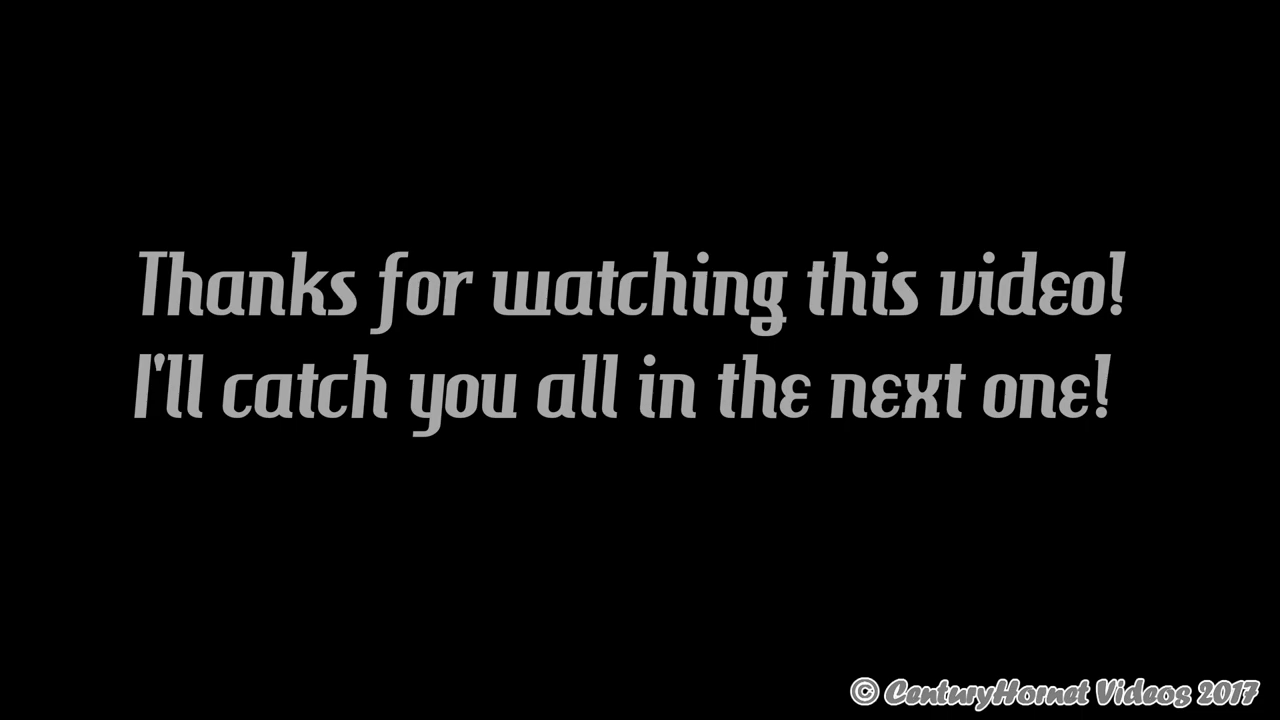 Thanks for watching this video!
I'll catch you all in the next one!
© CenturyHornet Videos 2017